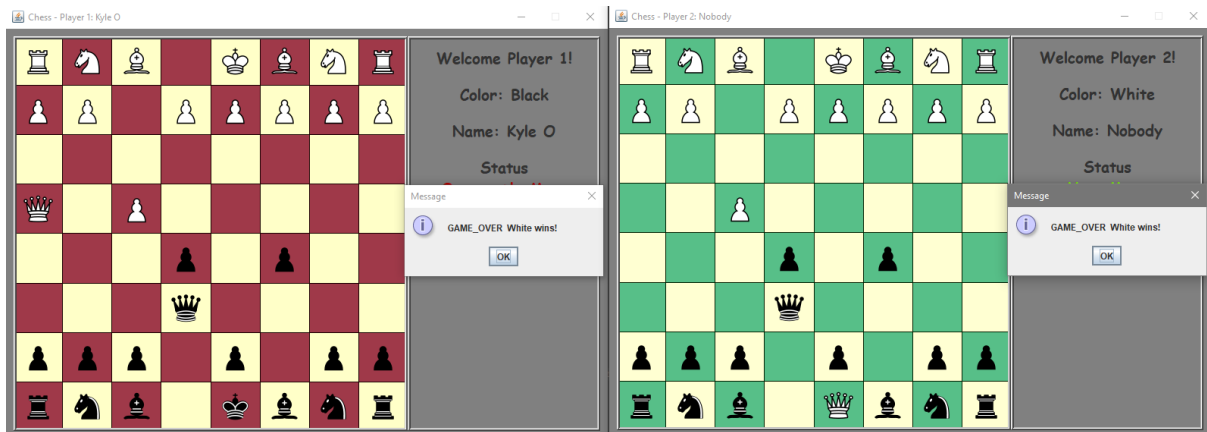 Chess - Player 1: Kyle O
Welcome Player 1!
Color: Black
Name: Kyle O
Status
Message
GAME_OVER White wins!
OK
Chess - Player 2: Nobody
Welcome Player 2!
Color: White
Name: Nobody
Status
Message
GAME_OVER White wins!
OK